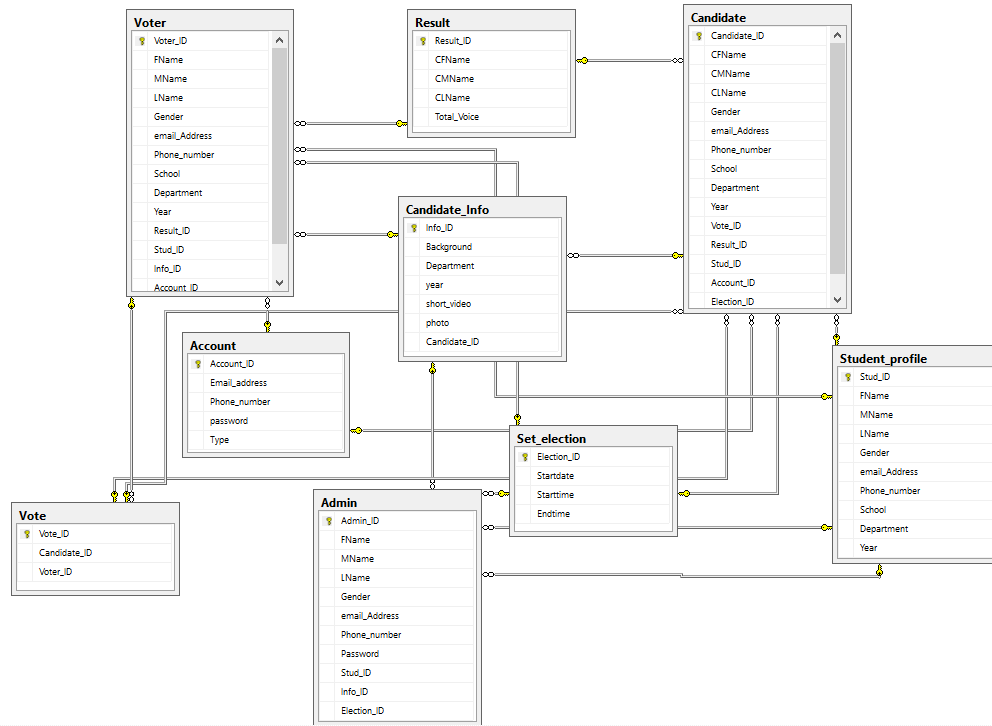 Voter
Voter_ID
FName
MName
LName
Gender
email_Address
Phone_number
School
Department
Year
Result_ID
Stud_ID
Info_ID
Account_ID
Result
Result_ID
CFName
CMName
CLName
Total_Voice
Candidate
Candidate_ID
CFName
CMName
CLName
Gender
email_Address
Phone_number
School
Department
Year
Vote_ID
Result_ID
Stud_ID
Account_ID
Election_ID
Candidate_Info
Info_ID
Background
Department
year
short_video
photo
Candidate_ID
Account
Account_ID
Email_address
Phone_number
password
Type
Student_profile
Stud_ID
FName
MName
LName
Gender
email_Address
Phone_number
School
Department
Year
Set_election
Election_ID
Startdate
Starttime
Endtime
Vote
Vote_ID
Candidate_ID
Voter_ID
Admin
Admin_ID
FName
MName
LName
Gender
email_Address
Phone_number
Password
Stud_ID
Info_ID
Election_ID